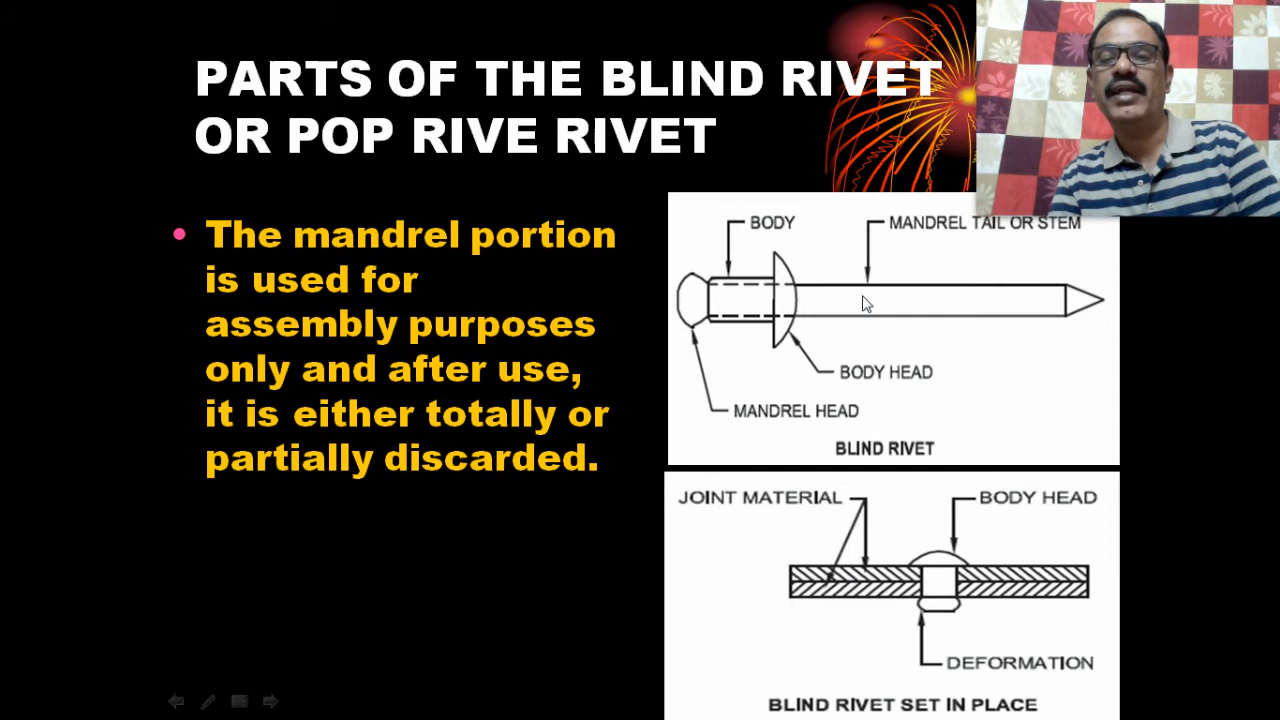 PARTS OF THE BLIND RIVET
OR POP RIVE RIVET
• The mandrel portion
is used for
assembly purposes
only and after use,
it is either totally or
partially discarded.
BODY
MANDREL TAIL OR STEM
BODY HEAD
MANDREL HEAD
BLIND RIVET
JOINT MATERIAL
BODY HEAD
DEFORMATION
BLIND RIVET SET IN PLACE